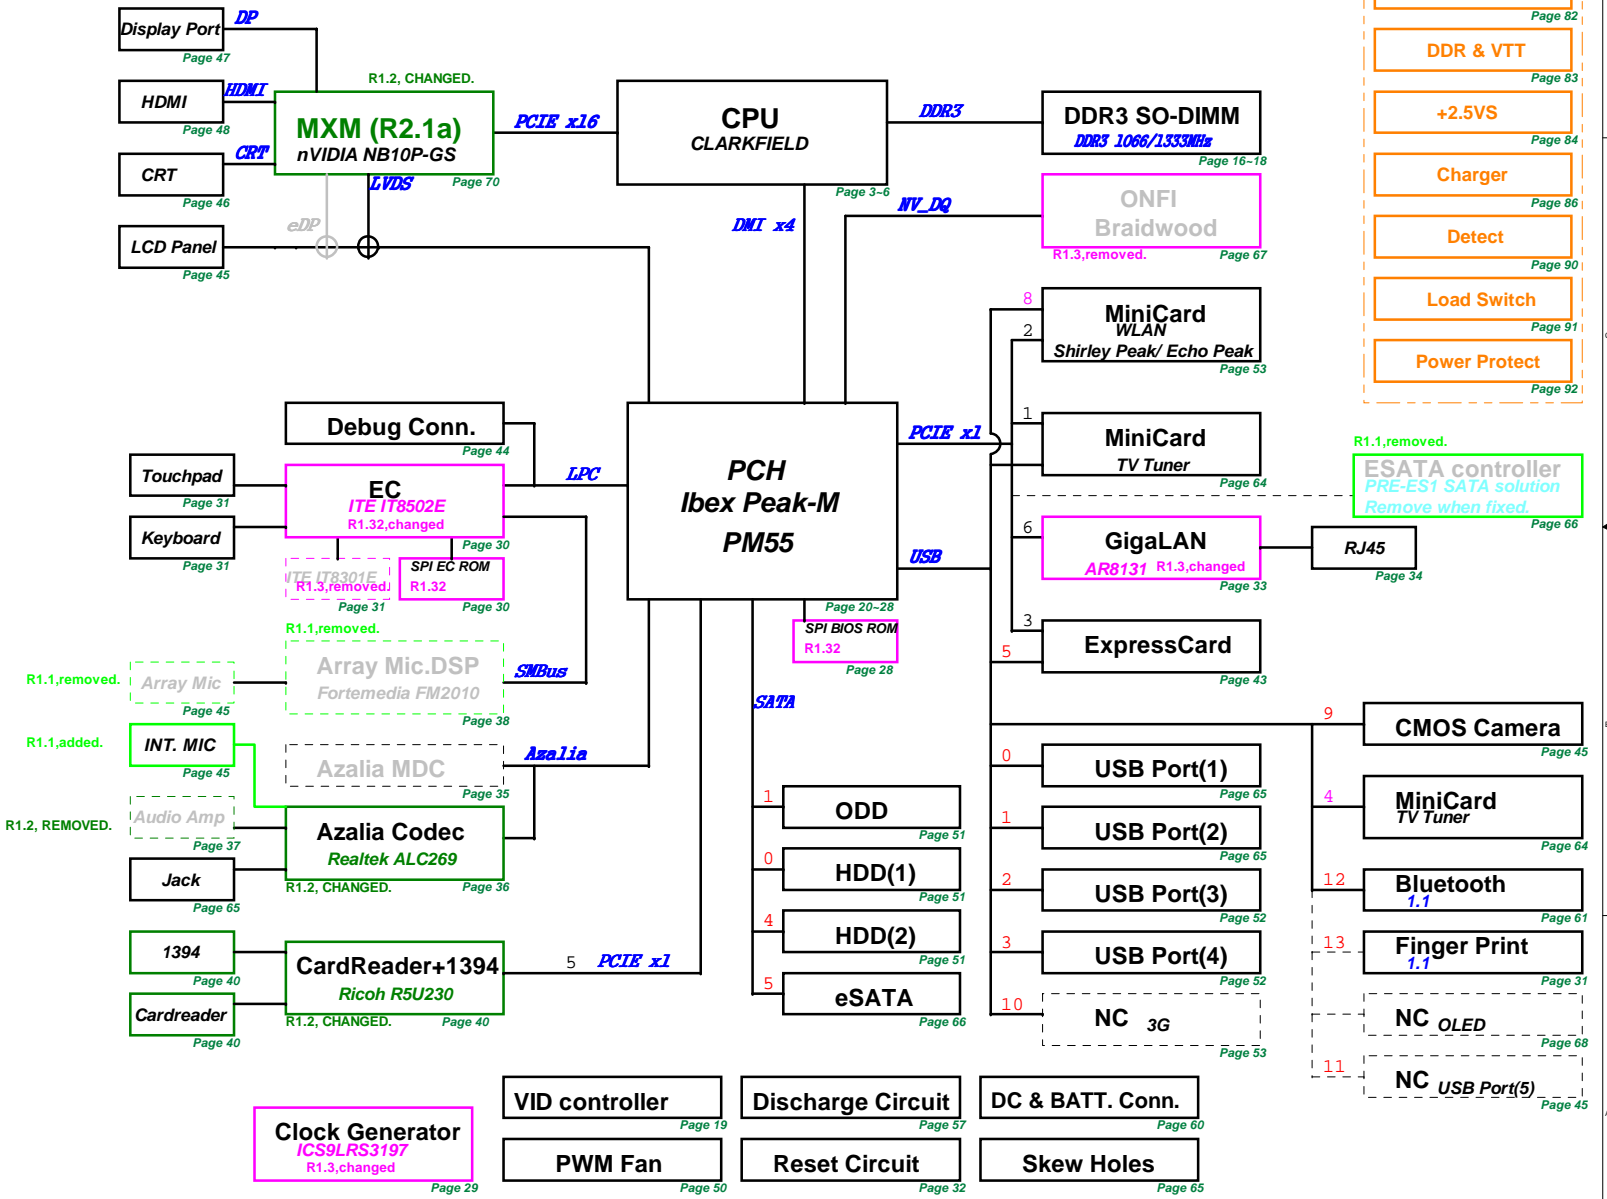 Display Port
DP
Page 47
HDMI
HDMI
Page 48
CRT
CRT
Page 46
LCD Panel
Page 45
R1.2, CHANGED.
MXM (R2.1a)
nVIDIA NB10P-GS
Page 70
LVDS
eDP
PCIE x16
CPU
CLARKFIELD
Page 3~6
DDR3
DDR3 SO-DIMM
DDR3 1066/1333MHz
Page 16~18
DMI x4
NV_DQ
ONFI
Braidwood
R1.3,removed.
Page 67
Page 82
DDR & VTT
Page 83
+2.5VS
Page 84
Charger
Page 86
Detect
Page 90
Load Switch
Page 91
Power Protect
Page 92
8
2
MiniCard
WLAN
Shirley Peak/ Echo Peak
Page 53
1
MiniCard
TV Tuner
Page 64
PCIE x1
R1.1,removed.
ESATA controller
PRE-ES1 SATA solution
Remove when fixed.
Page 66
6
GigaLAN
AR8131 R1.3,changed
Page 33
RJ45
Page 34
3
5
ExpressCard
Page 43
Debug Conn.
Page 44
Touchpad
Page 31
Keyboard
Page 31
EC
ITE IT8502E
R1.32,changed
Page 30
LPC
ITE IT8301E
R1.3,removed.
Page 31
SPI EC ROM
R1.32
Page 30
PCH
Ibex Peak-M
PM55
Page 20~28
USB
SPI BIOS ROM
R1.32
Page 28
R1.1,removed.
Array Mic.DSP
Fortemedia FM2010
Page 38
SMBus
R1.1,removed.
Array Mic
Page 45
R1.1,added.
INT. MIC
Page 45
Azalia MDC
Page 35
Azalia
R1.2, REMOVED.
Audio Amp
Page 37
Azalia Codec
Realtek ALC269
R1.2, CHANGED.
Page 36
Jack
Page 65
1394
Page 40
Cardreader
Page 40
CardReader+1394
Ricoh R5U230
R1.2, CHANGED.
Page 40
5 PCIE x1
SATA
1
ODD
Page 51
0
HDD(1)
Page 51
4
HDD(2)
Page 51
5
eSATA
Page 66
0
USB Port(1)
Page 65
1
USB Port(2)
Page 65
2
USB Port(3)
Page 52
3
USB Port(4)
Page 52
10
NC 3G
Page 53
9
CMOS Camera
Page 45
4
MiniCard
TV Tuner
Page 64
12
Bluetooth
1.1
Page 61
13
Finger Print
1.1
Page 31
NC OLED
Page 68
11
NC USB Port(5)
Page 45
Clock Generator
ICS9LRS3197
R1.3,changed
Page 29
VID controller
Page 19
Discharge Circuit
Page 57
DC & BATT. Conn.
Page 60
PWM Fan
Page 50
Reset Circuit
Page 32
Skew Holes
Page 65